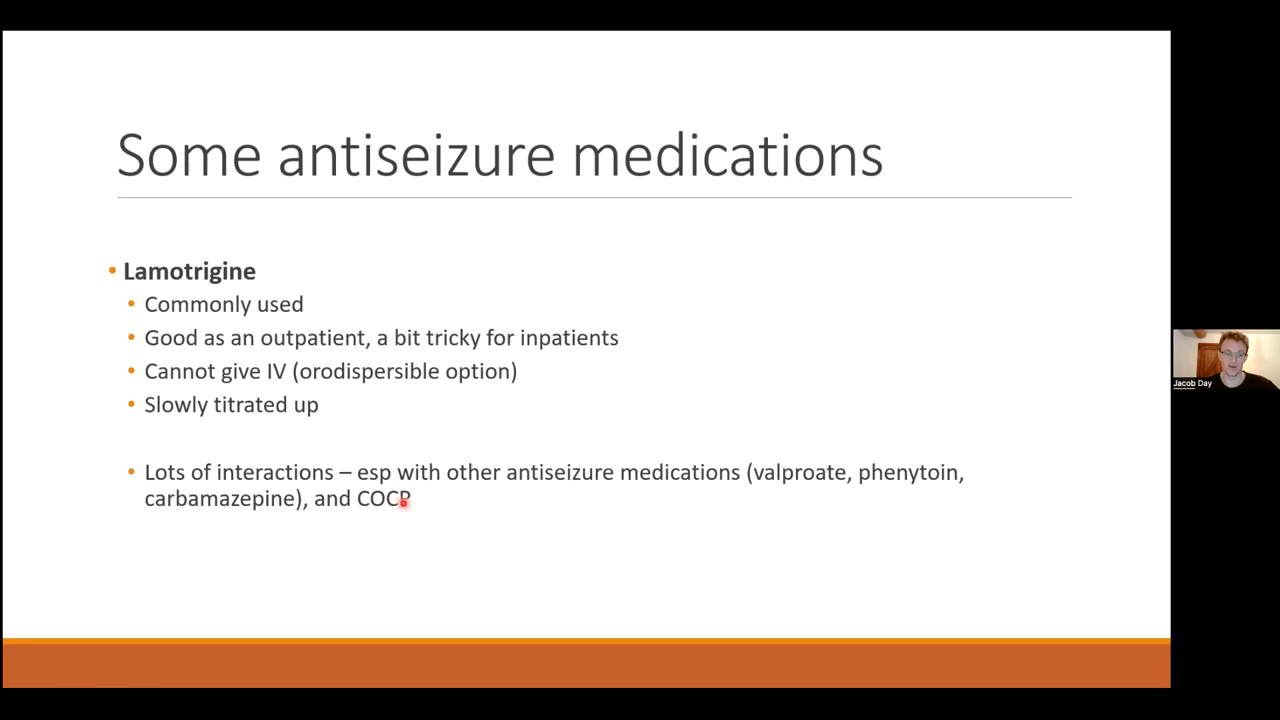 Some antiseizure medications
• Lamotrigine
• Commonly used
• Good as an outpatient, a bit tricky for inpatients
• Cannot give IV (orodispersible option)
• Slowly titrated up
• Lots of interactions – esp with other antiseizure medications (valproate, phenytoin,
carbamazepine), and COCP
Jacob Day